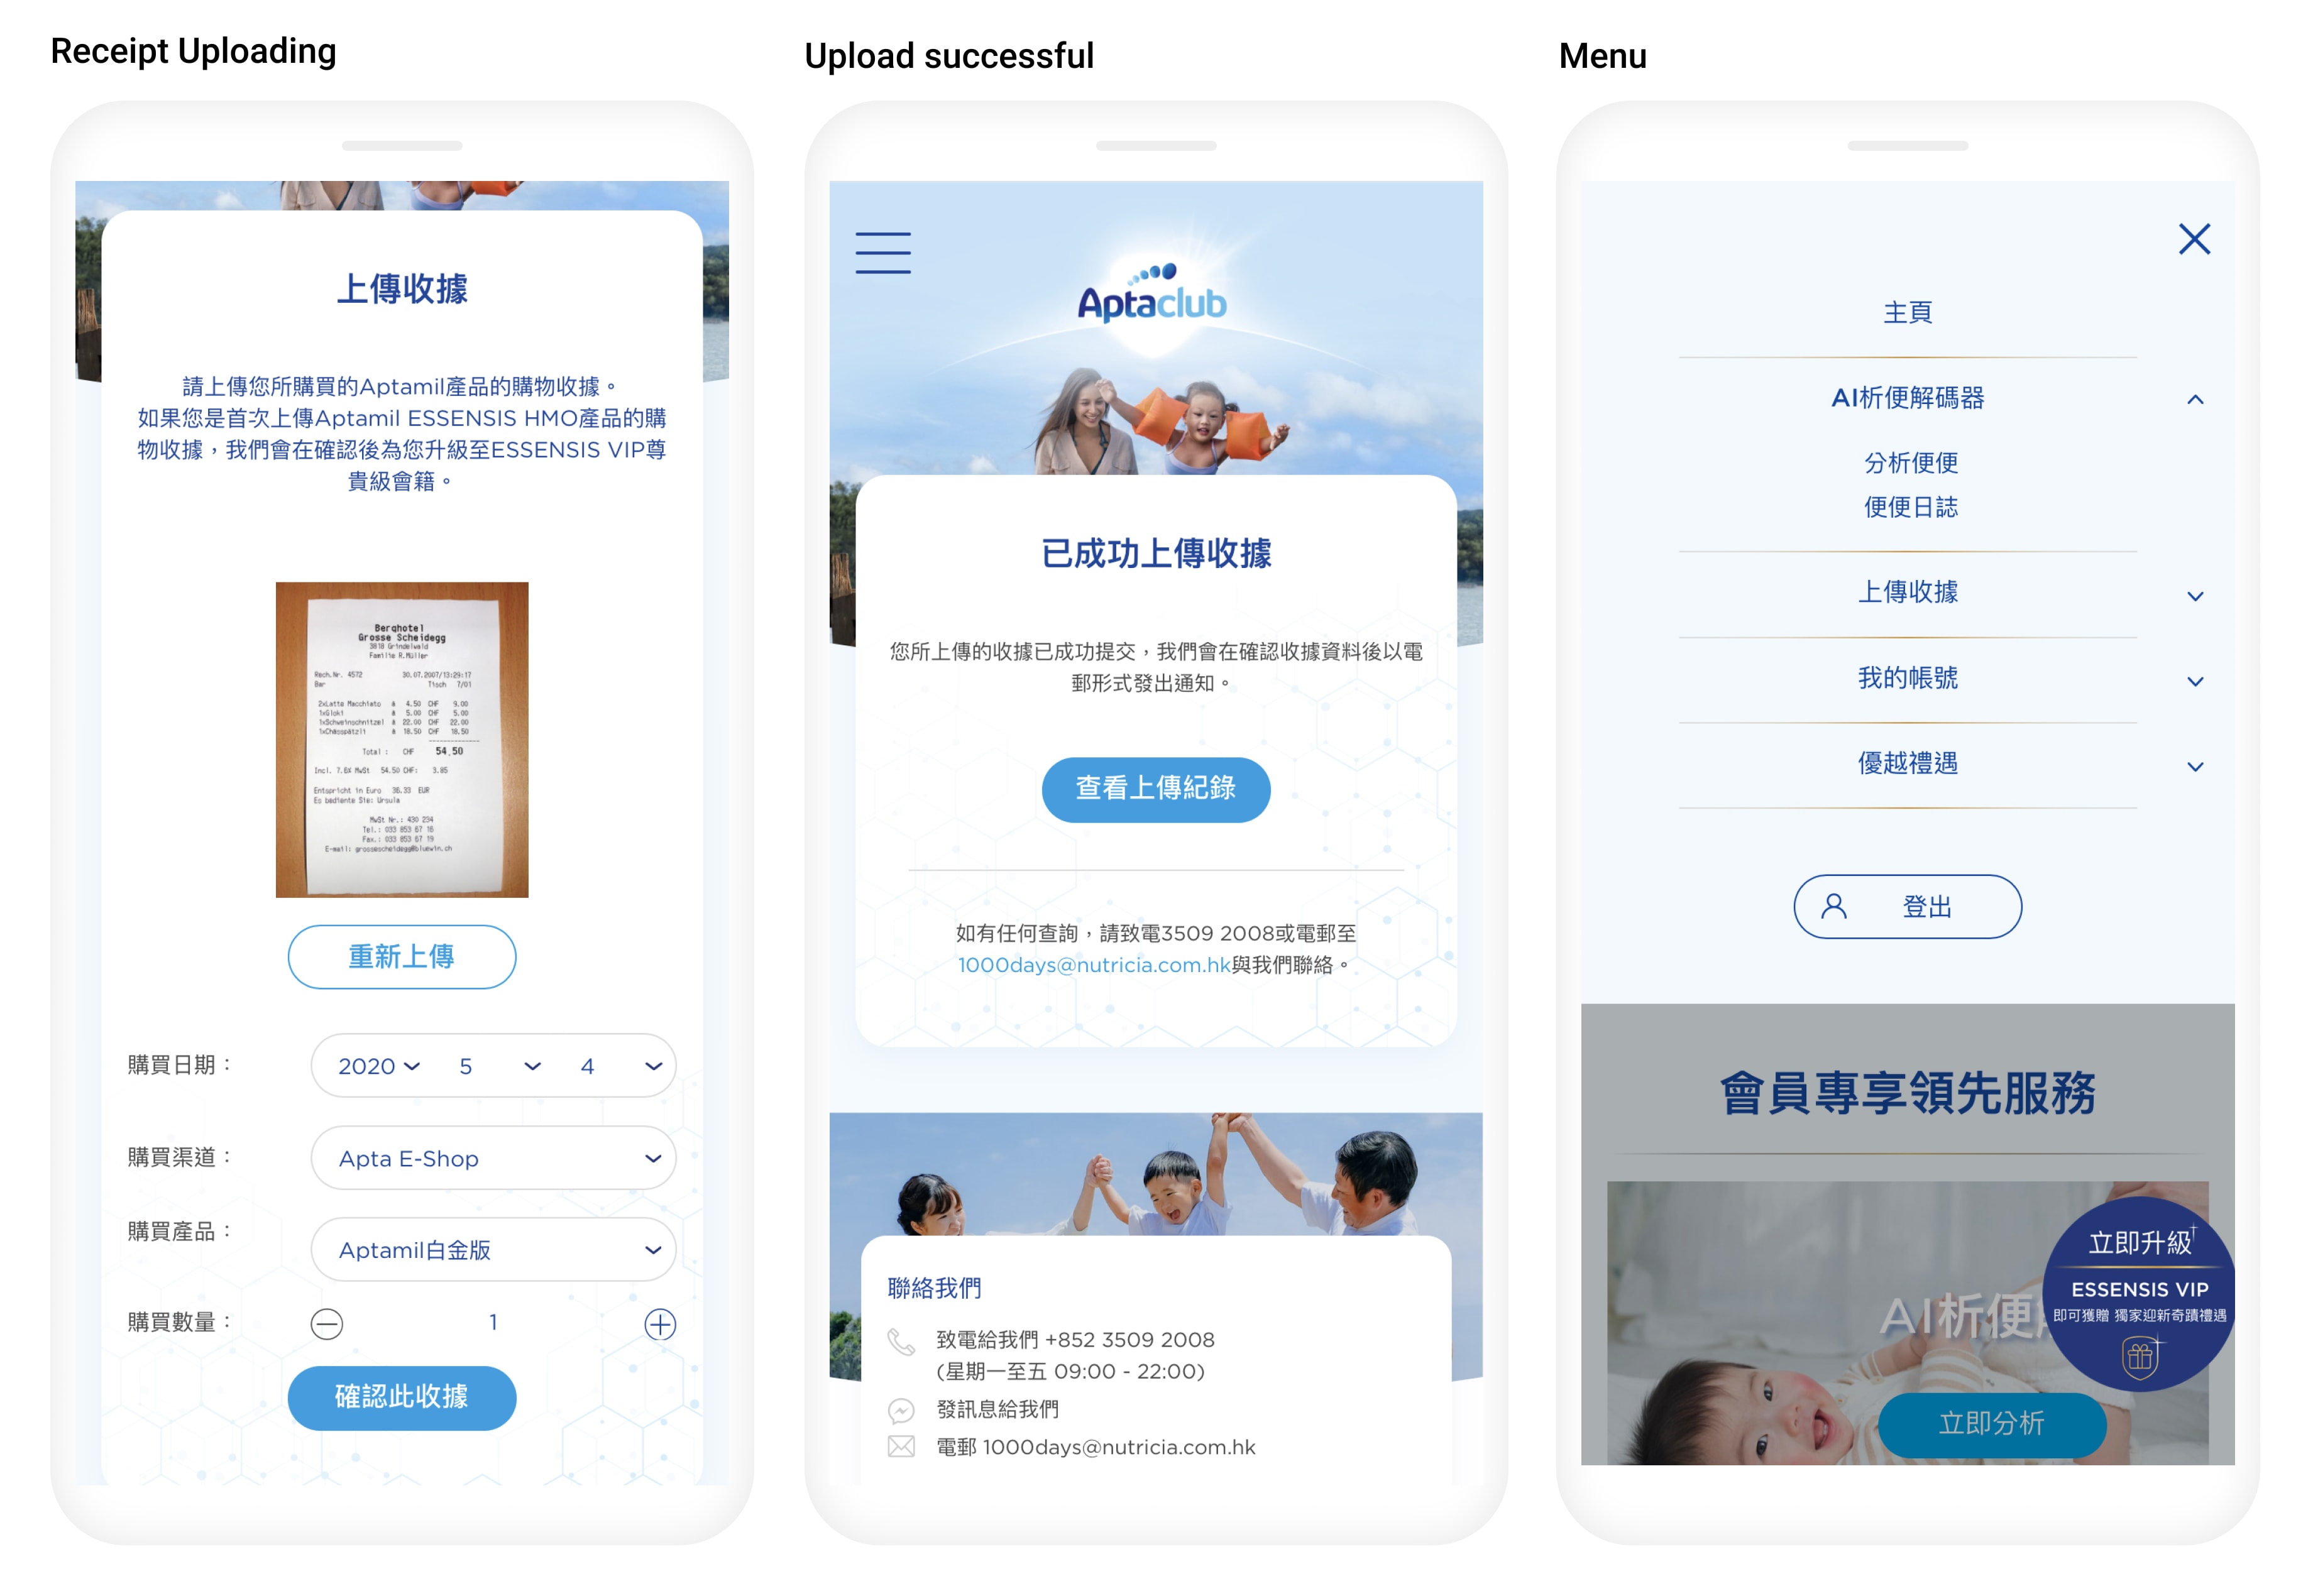 Receipt Uploading
上傳收據
請上傳您所購買的Aptamil產品的購物收據。
如果您是首次上傳Aptamil ESSENSIS HMO產品的購
物收據，我們會在確認後為您升級至ESSENSIS VIP尊
貴級會籍。
Berghotel
Grosse Scheidegg
3818 Grindelwald
Familie R.Müller
Rech.Nr. 4572 30.07.2007/13:29:17
Bar Tisch 7/01
2xLatte Macchiato à 4.50 CHF 9.00
1xGloki à 5.00 CHF 5.00
1xSchweinschnitzel à 22.00 CHF 22.00
1xChässpätzli à 18.50 CHF 18.50
Total : CHF 54.50
Incl. 7.6% MwSt 54.50 CHF: 3.85
Entspricht in Euro 36.33 EUR
Es bediente Sie: Ursula
MwSt Nr.: 430 234
Tel.: 033 853 67 16
Fax.: 033 853 67 19
E-mail: grossescheidegg@bluewin.ch
重新上傳
購買日期： 2020 5 4
購買渠道： Apta E-Shop
購買產品： Aptamil白金版
購買數量： 1
確認此收據
Upload successful
Aptaclub
已成功上傳收據
您所上傳的收據已成功提交，我們會在確認收據資料後以電
郵形式發出通知。
查看上傳紀錄
如有任何查詢，請致電3509 2008或電郵至
1000days@nutricia.com.hk與我們聯絡。
聯絡我們
致電給我們 +852 3509 2008
(星期一至五 09:00 - 22:00)
發訊息給我們
電郵 1000days@nutricia.com.hk
Menu
主頁
AI析便解碼器
分析便便
便便日誌
上傳收據
我的帳號
優越禮遇
登出
會員專享領先服務
AI析便
立即升級
ESSENSIS VIP
即可獲贈 獨家迎新奇蹟禮遇
立即分析